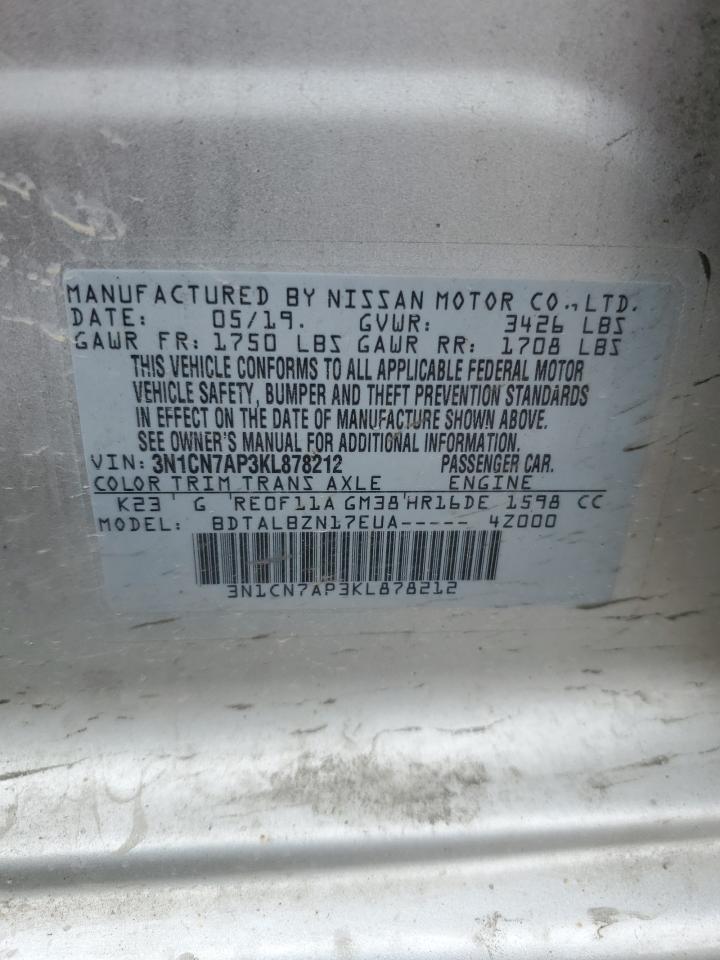 MANUFACTURED BY NISSAN MOTOR CO., LTD.
DATE: 05/19. GVWR: 3426 LBS
GAWR FR: 1750 LBS GAWR RR: 1708 LBS
THIS VEHICLE CONFORMS TO ALL APPLICABLE FEDERAL MOTOR
VEHICLE SAFETY, BUMPER AND THEFT PREVENTION STANDARDS
IN EFFECT ON THE DATE OF MANUFACTURE SHOWN ABOVE.
SEE OWNER'S MANUAL FOR ADDITIONAL INFORMATION.
VIN: 3N1CN7AP3KL878212 PASSENGER CAR.
COLOR TRIM TRANS AXLE ENGINE
K23 G RE0F11A GM38 HR16DE 1598 CC
MODEL: BDTALBZN17EUA----- 4Z000
3N1CN7AP3KL878212